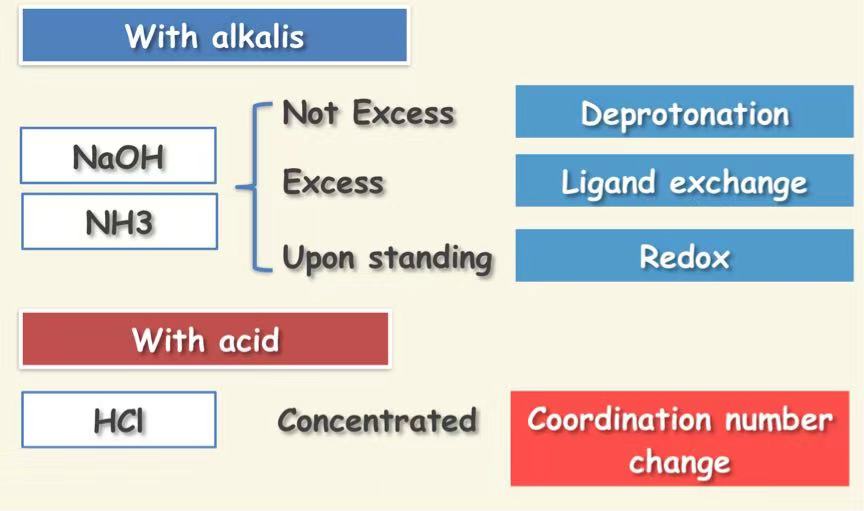 With alkalis
NaOH
NH3
Not Excess
Deprotonation
Excess
Ligand exchange
Upon standing
Redox
With acid
HCl
Concentrated
Coordination number
change